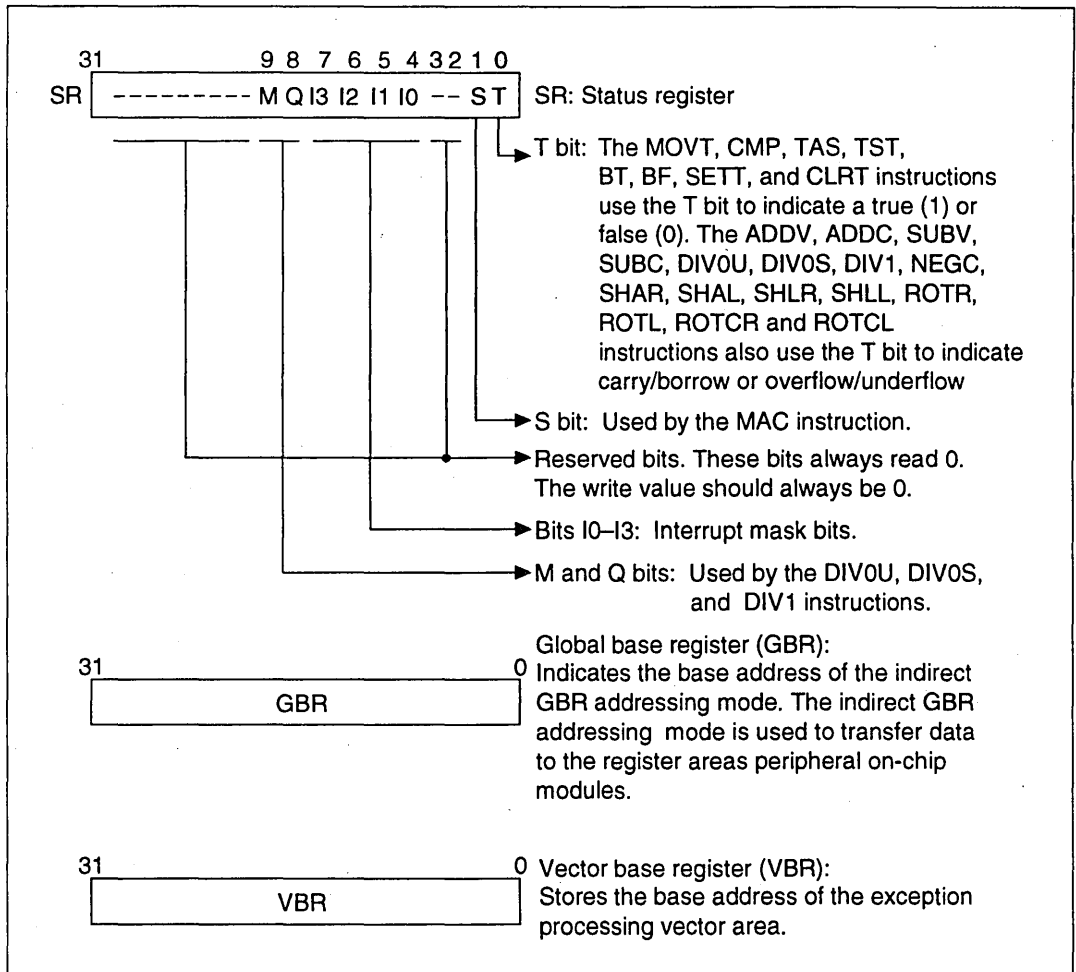 31 9 8 7 6 5 4 3 2 1 0
SR ---------- M Q I3 I2 I1 I0 -- S T SR: Status register
T bit: The MOVT, CMP, TAS, TST,
BT, BF, SETT, and CLRT instructions
use the T bit to indicate a true (1) or
false (0). The ADDV, ADDC, SUBV,
SUBC, DIV0U, DIV0S, DIV1, NEGC,
SHAR, SHAL, SHLR, SHLL, ROTR,
ROTL, ROTCR and ROTCL
instructions also use the T bit to indicate
carry/borrow or overflow/underflow
S bit: Used by the MAC instruction.
Reserved bits. These bits always read 0.
The write value should always be 0.
Bits I0–I3: Interrupt mask bits.
M and Q bits: Used by the DIV0U, DIV0S,
and DIV1 instructions.
Global base register (GBR):
31 0 Indicates the base address of the indirect
GBR GBR addressing mode. The indirect GBR
addressing mode is used to transfer data
to the register areas peripheral on-chip
modules.
31 0 Vector base register (VBR):
VBR Stores the base address of the exception
processing vector area.